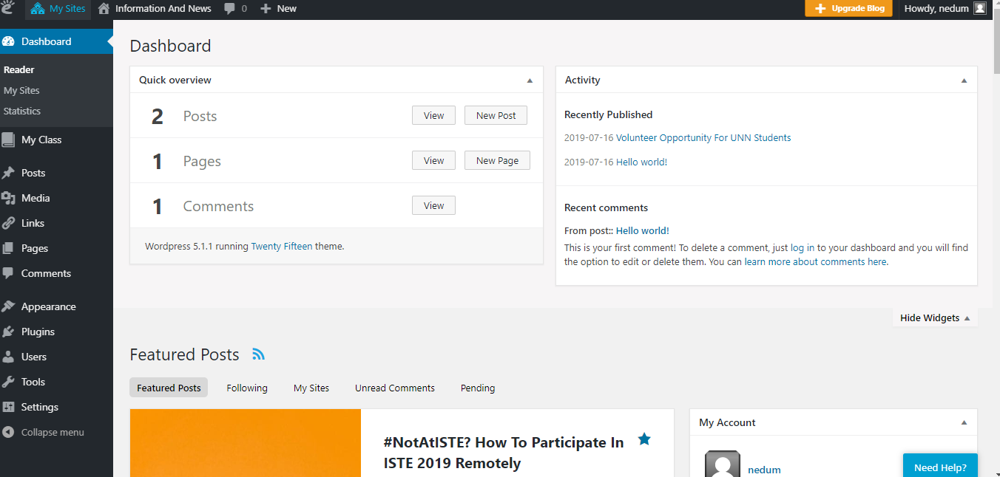 My Sites Information And News 0 New Upgrade Blog Howdy, nedum
Dashboard
Reader
My Sites
Statistics
My Class
Posts
Media
Links
Pages
Comments
Appearance
Plugins
Users
Tools
Settings
Collapse menu
Dashboard
Quick overview
2 Posts View New Post
1 Pages View New Page
1 Comments View
Wordpress 5.1.1 running Twenty Fifteen theme.
Activity
Recently Published
2019-07-16 Volunteer Opportunity For UNN Students
2019-07-16 Hello world!
Recent comments
From post:: Hello world!
This is your first comment! To delete a comment, just log in to your dashboard and you will find
the option to edit or delete them. You can learn more about comments here.
Hide Widgets
Featured Posts
Featured Posts Following My Sites Unread Comments Pending
#NotAtISTE? How To Participate In
ISTE 2019 Remotely
My Account
nedum
Need Help?